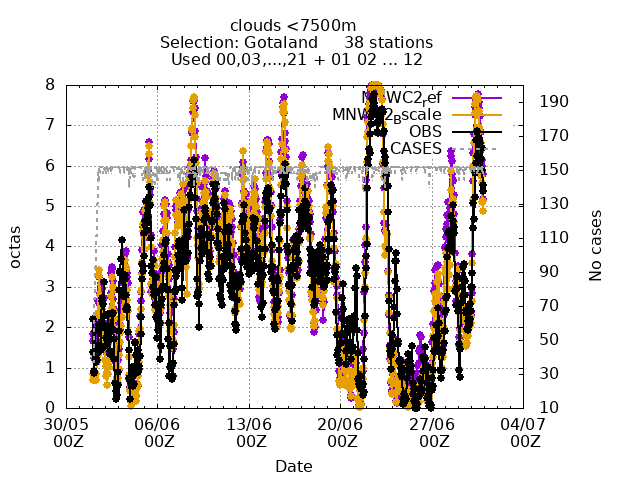 clouds <7500m
Selection: Gotaland 38 stations
Used 00,03,...,21 + 01 02 ... 12
8
7
6
5
4
3
2
1
0
octas
190
170
150
130
110
90
70
50
30
10
No cases
MNWC2_ref
MNWC2_Bscale
OBS
CASES
30/05 06/06 13/06 20/06 27/06 04/07
00Z 00Z 00Z 00Z 00Z 00Z
Date